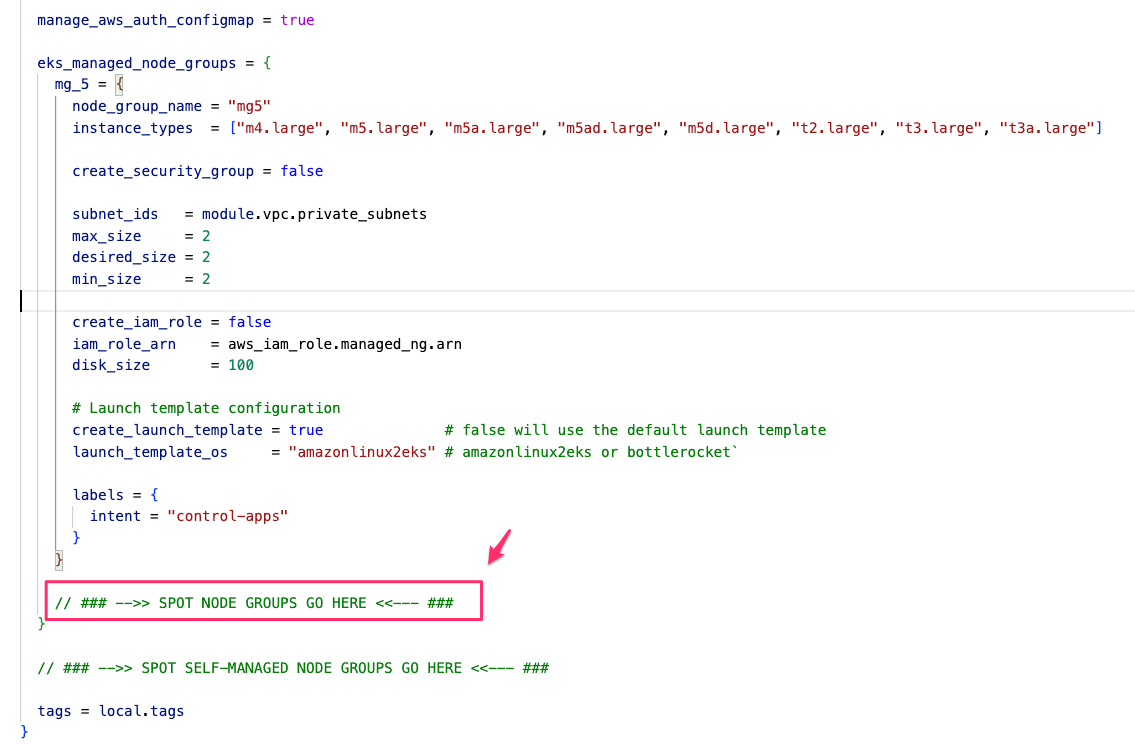 manage_aws_auth_configmap = true
eks_managed_node_groups = {
mg_5 = {
node_group_name = "mg5"
instance_types  = ["m4.large", "m5.large", "m5a.large", "m5ad.large", "m5d.large", "t2.large", "t3.large", "t3a.large"]
create_security_group = false
subnet_ids   = module.vpc.private_subnets
max_size     = 2
desired_size = 2
min_size     = 2
create_iam_role = false
iam_role_arn    = aws_iam_role.managed_ng.arn
disk_size       = 100
# Launch template configuration
create_launch_template = true              # false will use the default launch template
launch_template_os     = "amazonlinux2eks" # amazonlinux2eks or bottlerocket`
labels = {
intent = "control-apps"
}
}
// ### -->> SPOT NODE GROUPS GO HERE <<--- ###
}
// ### -->> SPOT SELF-MANAGED NODE GROUPS GO HERE <<--- ###
tags = local.tags
}